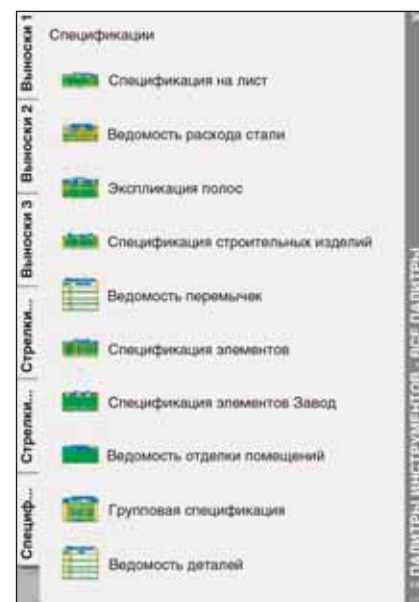 Спецификации
Спецификация на лист
Ведомость расхода стали
Экспликация полос
Спецификация строительных изделий
Ведомость перемычек
Спецификация элементов
Спецификация элементов Завод
Ведомость отделки помещений
Групповая спецификация
Ведомость деталей
Выноски 1
Выноски 2
Выноски 3
Стрелки...
Стрелки...
Специф...
ПАЛИТРЫ ИНСТРУМЕНТОВ - ВСЕ ПАЛИТРЫ